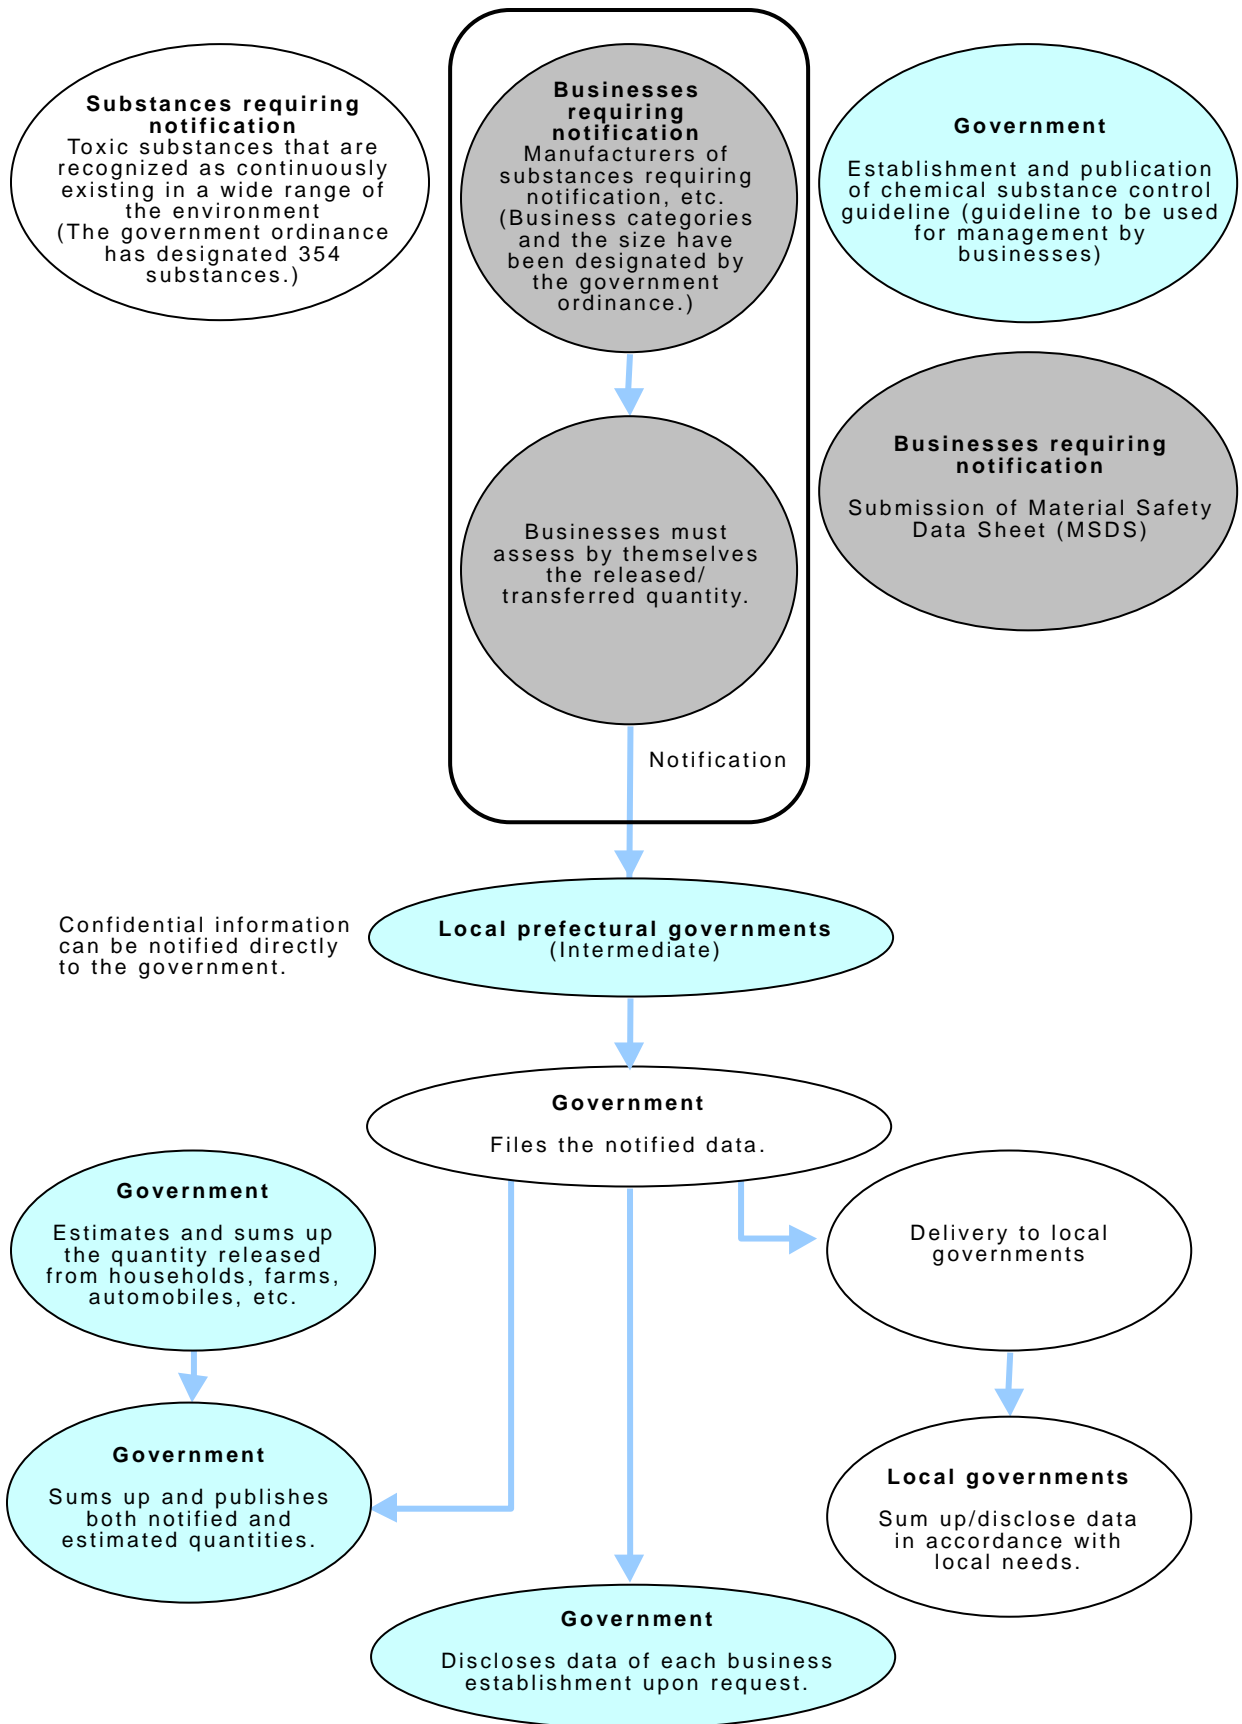 Substances requiring
notification
Toxic substances that are
recognized as continuously
existing in a wide range of
the environment
(The government ordinance
has designated 354
substances.)
Businesses
requiring
notification
Manufacturers of
substances requiring
notification, etc.
(Business categories
and the size have
been designated by
the government
ordinance.)
Government
Establishment and publication
of chemical substance control
guideline (guideline to be used
for management by
businesses)
Businesses requiring
notification
Submission of Material Safety
Data Sheet (MSDS)
Businesses must
assess by themselves
the released/
transferred quantity.
Notification
Confidential information
can be notified directly
to the government.
Local prefectural governments
(Intermediate)
Government
Files the notified data.
Government
Estimates and sums up
the quantity released
from households, farms,
automobiles, etc.
Delivery to local
governments
Government
Sums up and publishes
both notified and
estimated quantities.
Local governments
Sum up/disclose data
in accordance with
local needs.
Government
Discloses data of each business
establishment upon request.